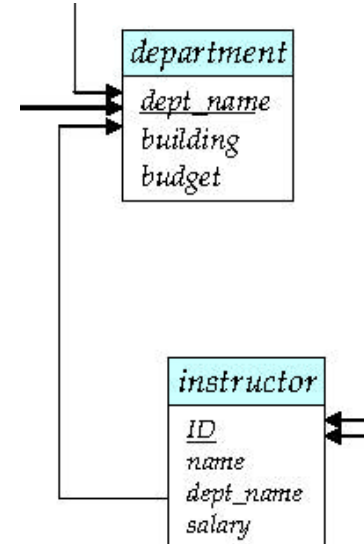 department
dept_name
building
budget
instructor
ID
name
dept_name
salary